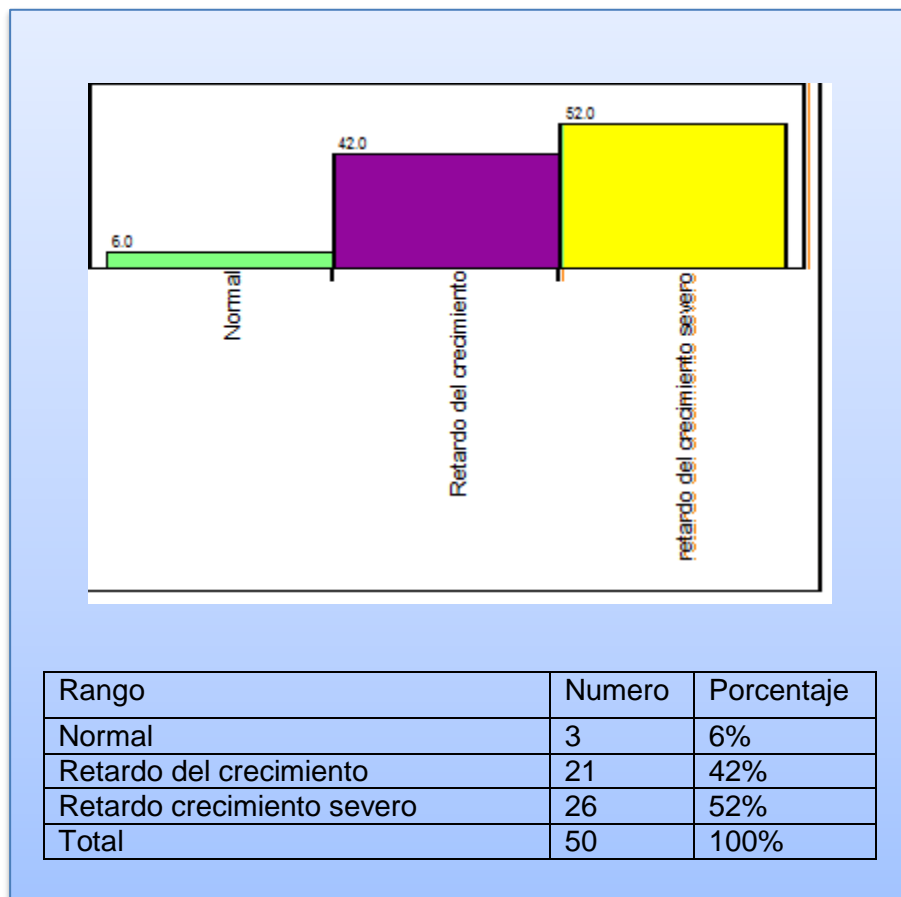 52.0
42.0
6.0
Normal
Retardo del crecimiento
retardo del crecimiento severo
Rango Numero Porcentaje
Normal 3 6%
Retardo del crecimiento 21 42%
Retardo crecimiento severo 26 52%
Total 50 100%